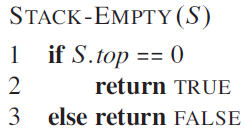 STACK-EMPTY(S)
1 if S.top == 0
2 return TRUE
3 else return FALSE